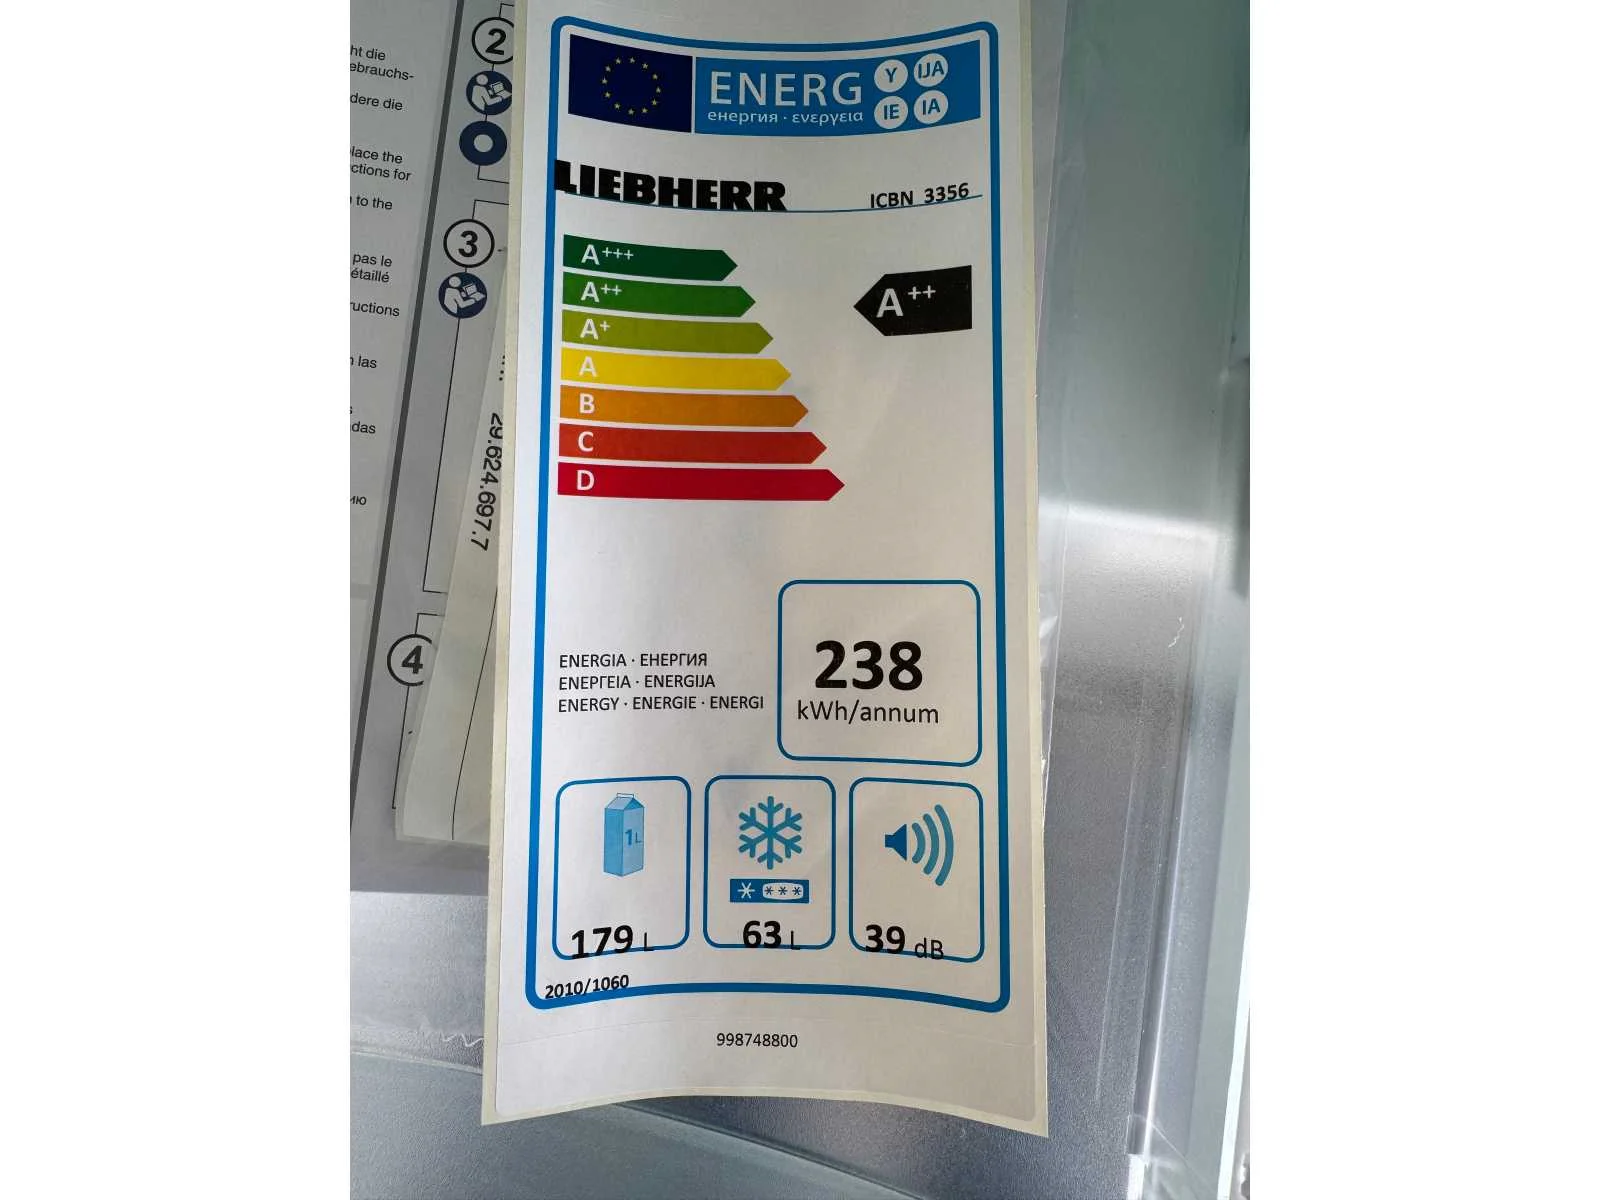 ht die
ebrauchs-
dere die
lace the
ctions for
to the
pas le
étaillé
ructions
las
das
2
3
4
29.624.697.7
ENERG
енергия · ενεργεια
Y IJA
IE IA
LIEBHERR
ICBN 3356
A+++
A++
A+
A
B
C
D
A++
238
kWh/annum
ENERGIA · ЕНЕРГИЯ
ΕΝΕΡΓΕΙΑ · ENERGIJA
ENERGY · ENERGIE · ENERGI
1L
179 L
63 L
39 dB
2010/1060
998748800